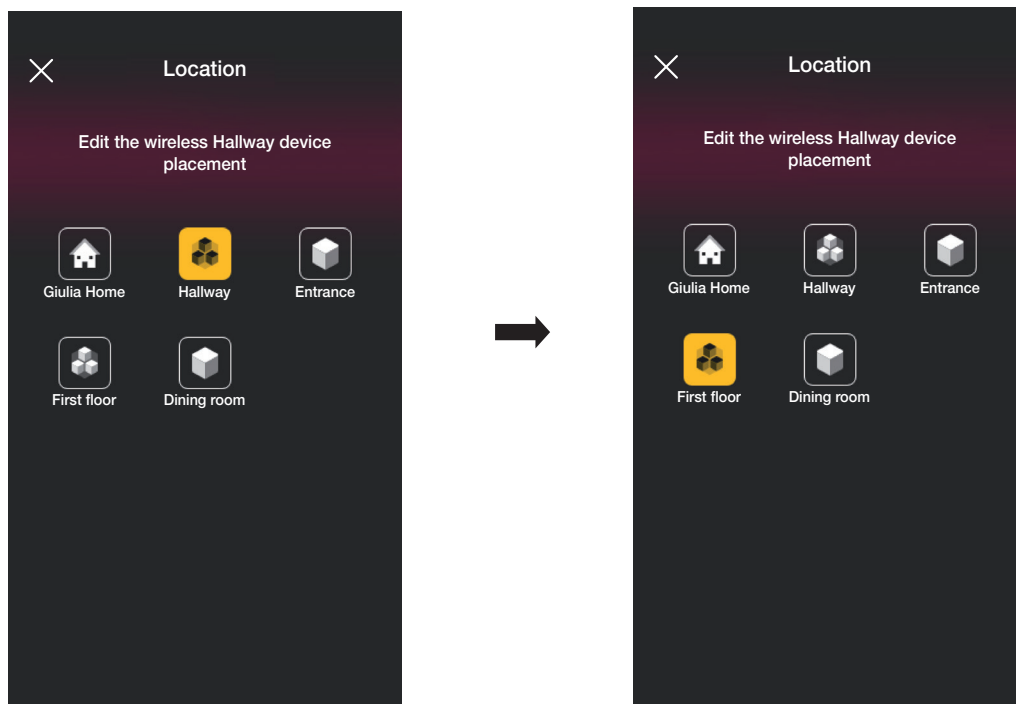 Location
Edit the wireless Hallway device
placement
Giulia Home
Hallway
Entrance
First floor
Dining room
Location
Edit the wireless Hallway device
placement
Giulia Home
Hallway
Entrance
First floor
Dining room